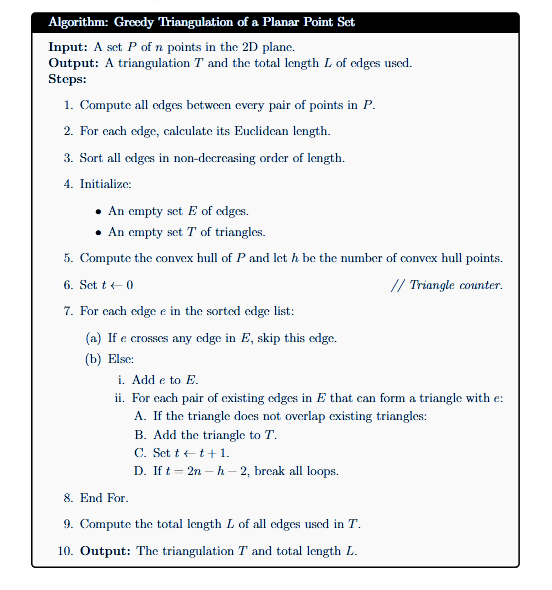 Algorithm: Greedy Triangulation of a Planar Point Set
Input: A set P of n points in the 2D plane.
Output: A triangulation T and the total length L of edges used.
Steps:
1. Compute all edges between every pair of points in P.
2. For each edge, calculate its Euclidean length.
3. Sort all edges in non-decreasing order of length.
4. Initialize:
• An empty set E of edges.
• An empty set T of triangles.
5. Compute the convex hull of P and let h be the number of convex hull points.
6. Set t ← 0 // Triangle counter.
7. For each edge e in the sorted edge list:
(a) If e crosses any edge in E, skip this edge.
(b) Else:
i. Add e to E.
ii. For each pair of existing edges in E that can form a triangle with e:
A. If the triangle does not overlap existing triangles:
B. Add the triangle to T.
C. Set t ← t + 1.
D. If t = 2n − h − 2, break all loops.
8. End For.
9. Compute the total length L of all edges used in T.
10. Output: The triangulation T and total length L.